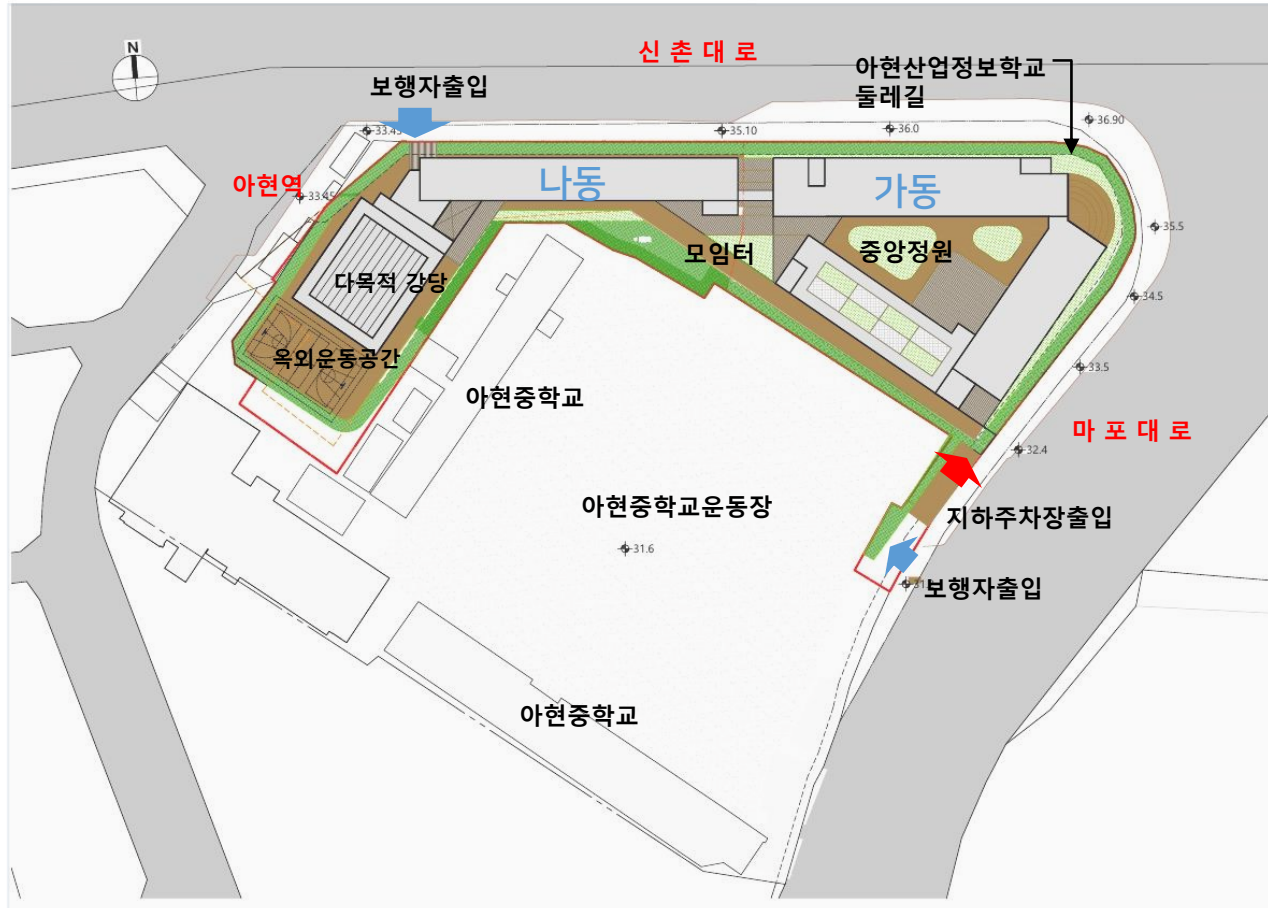 신 촌 대 로
N
보행자출입
아현산업정보학교
둘레길
33.45
35.10
36.0
36.90
아현역
33.45
나동
가동
35.5
모임터
중앙정원
다목적 강당
34.5
옥외운동공간
33.5
아현중학교
마 포 대 로
32.4
아현중학교운동장
지하주차장출입
31.6
보행자출입
아현중학교